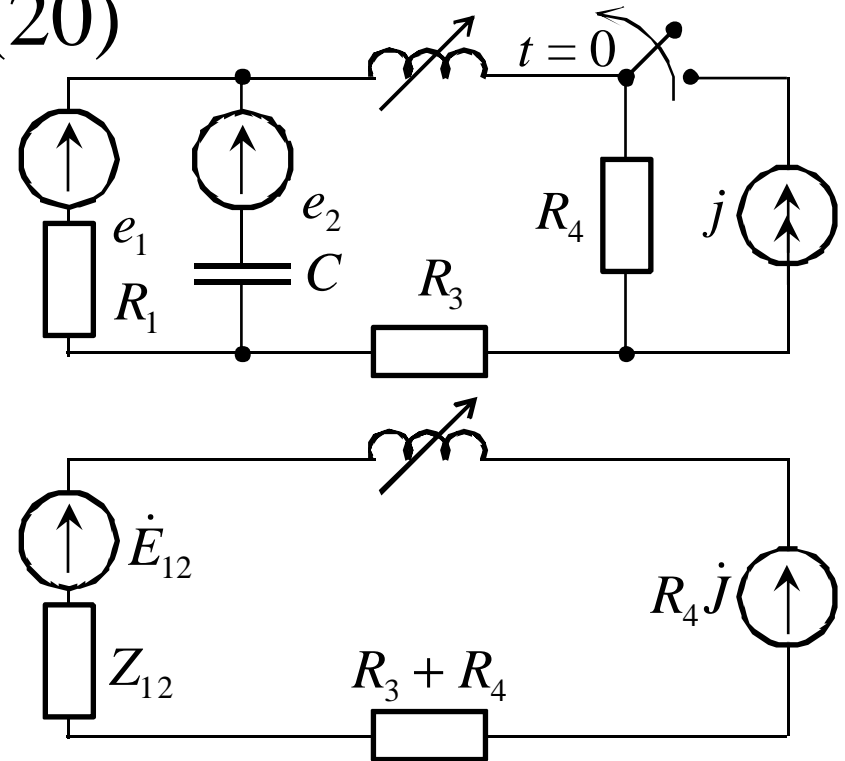 (20)
t = 0
e₁
e₂
R₄
j
C
R₁
R₃
Ė₁₂
R₄J̇
Z₁₂
R₃ + R₄